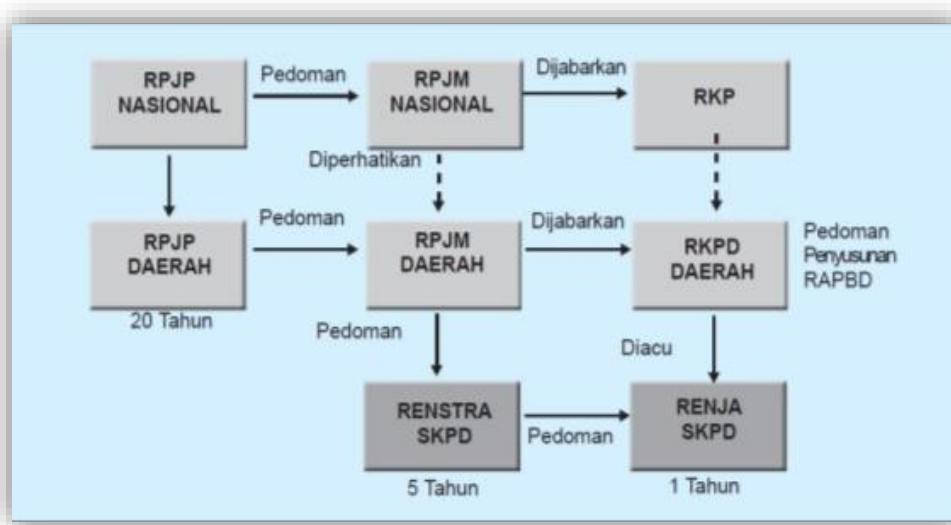 RPJP
NASIONAL
Pedoman
RPJM
NASIONAL
Dijabarkan
RKP
Diperhatikan
RPJP
DAERAH
Pedoman
RPJM
DAERAH
Dijabarkan
RKPD
DAERAH
Pedoman
Penyusunan
RAPBD
20 Tahun
Pedoman
Diacu
RENSTRA
SKPD
Pedoman
RENJA
SKPD
5 Tahun
1 Tahun